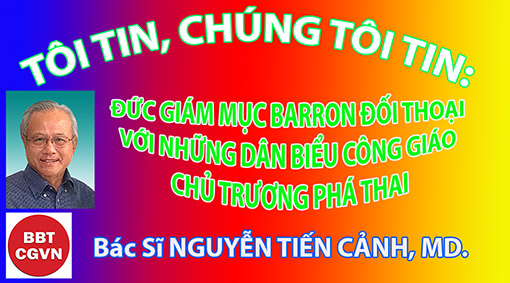 TÔI TIN, CHÚNG TÔI TIN:
ĐỨC GIÁM MỤC BARRON ĐỐI THOẠI
VỚI NHỮNG DÂN BIỂU CÔNG GIÁO
CHỦ TRƯƠNG PHÁ THAI
BBT
CGVN
Bác Sĩ NGUYỄN TIẾN CẢNH, MD.